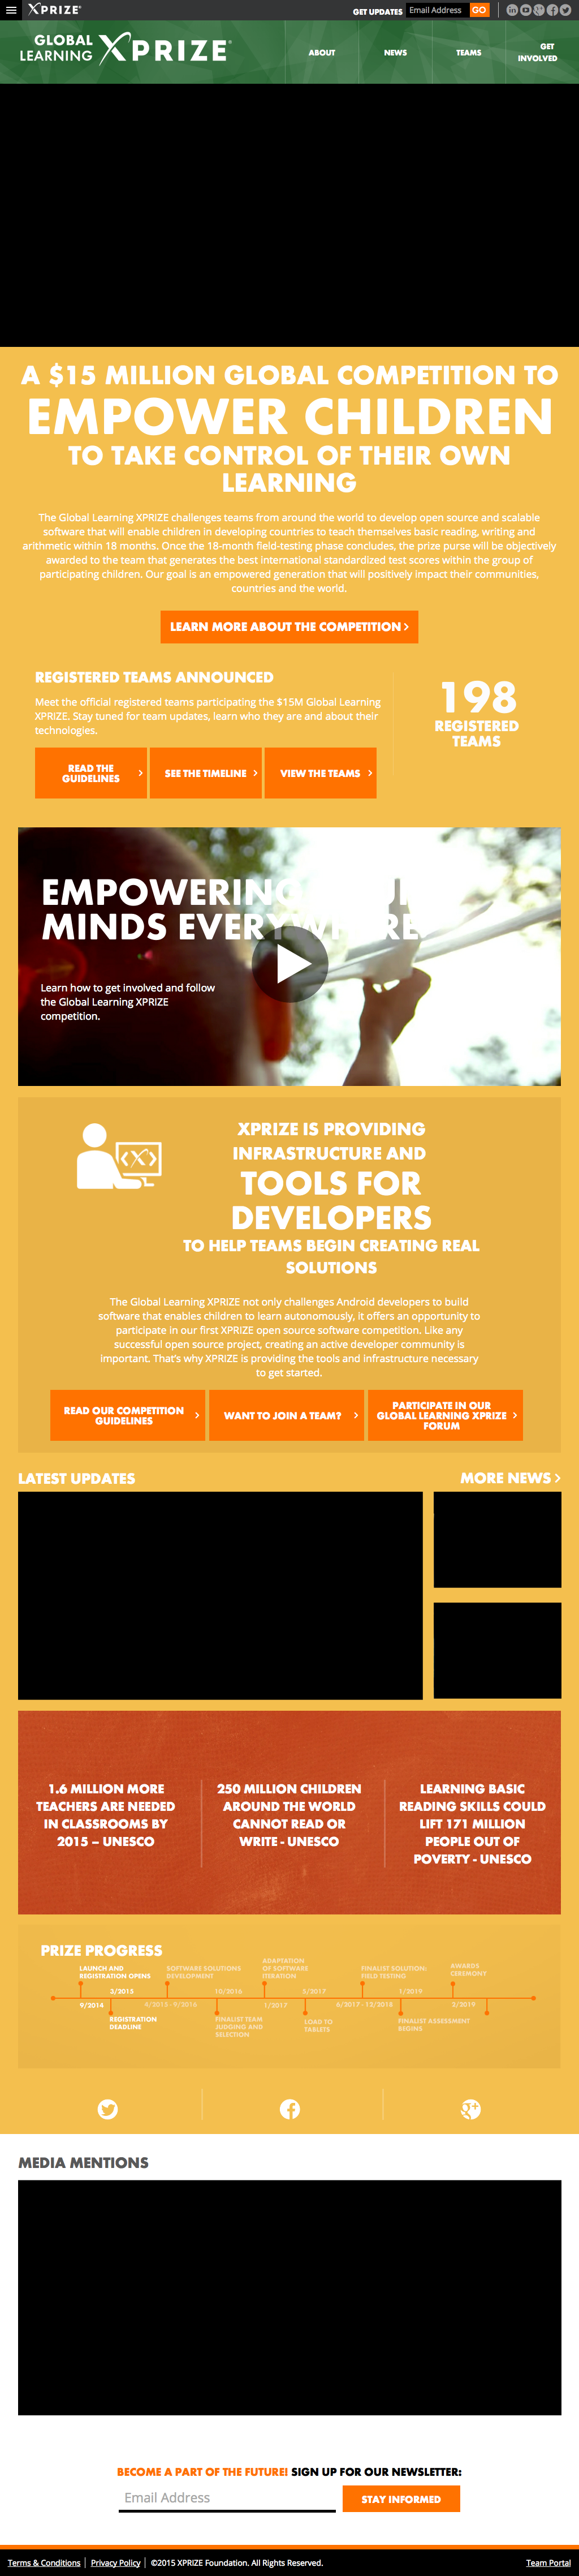 XPRIZE
GET UPDATES Email Address GO
GLOBAL LEARNING XPRIZE
ABOUT
NEWS
TEAMS
GET
INVOLVED
A $15 MILLION GLOBAL COMPETITION TO
EMPOWER CHILDREN
TO TAKE CONTROL OF THEIR OWN
LEARNING
The Global Learning XPRIZE challenges teams from around the world to develop open source and scalable
software that will enable children in developing countries to teach themselves basic reading, writing and
arithmetic within 18 months. Once the 18-month field-testing phase concludes, the prize purse will be objectively
awarded to the team that generates the best international standardized test scores within the group of
participating children. Our goal is an empowered generation that will positively impact their communities,
countries and the world.
LEARN MORE ABOUT THE COMPETITION >
REGISTERED TEAMS ANNOUNCED
Meet the official registered teams participating the $15M Global Learning
XPRIZE. Stay tuned for team updates, learn who they are and about their
technologies.
READ THE
GUIDELINES >
SEE THE TIMELINE >
VIEW THE TEAMS >
198
REGISTERED
TEAMS
EMPOWERING
MINDS EVERYWHERE
Learn how to get involved and follow
the Global Learning XPRIZE
competition.
XPRIZE IS PROVIDING
INFRASTRUCTURE AND
TOOLS FOR
DEVELOPERS
TO HELP TEAMS BEGIN CREATING REAL
SOLUTIONS
The Global Learning XPRIZE not only challenges Android developers to build
software that enables children to learn autonomously, it offers an opportunity to
participate in our first XPRIZE open source software competition. Like any
successful open source project, creating an active developer community is
important. That's why XPRIZE is providing the tools and infrastructure necessary
to get started.
READ OUR COMPETITION
GUIDELINES >
WANT TO JOIN A TEAM? >
PARTICIPATE IN OUR
GLOBAL LEARNING XPRIZE >
FORUM
LATEST UPDATES
MORE NEWS >
1.6 MILLION MORE
TEACHERS ARE NEEDED
IN CLASSROOMS BY
2015 – UNESCO
250 MILLION CHILDREN
AROUND THE WORLD
CANNOT READ OR
WRITE - UNESCO
LEARNING BASIC
READING SKILLS COULD
LIFT 171 MILLION
PEOPLE OUT OF
POVERTY - UNESCO
PRIZE PROGRESS
LAUNCH AND
REGISTRATION OPENS
9/2014
3/2015
REGISTRATION
DEADLINE
SOFTWARE SOLUTIONS
DEVELOPMENT
4/2015 - 9/2016
10/2016
FINALIST TEAM
JUDGING AND
SELECTION
ADAPTATION
OF SOFTWARE
ITERATION
1/2017
5/2017
LOAD TO
TABLETS
FINALIST SOLUTION:
FIELD TESTING
6/2017 - 12/2018
1/2019
FINALIST ASSESSMENT
BEGINS
AWARDS
CEREMONY
2/2019
MEDIA MENTIONS
BECOME A PART OF THE FUTURE! SIGN UP FOR OUR NEWSLETTER:
Email Address
STAY INFORMED
Terms & Conditions | Privacy Policy | ©2015 XPRIZE Foundation. All Rights Reserved.
Team Portal